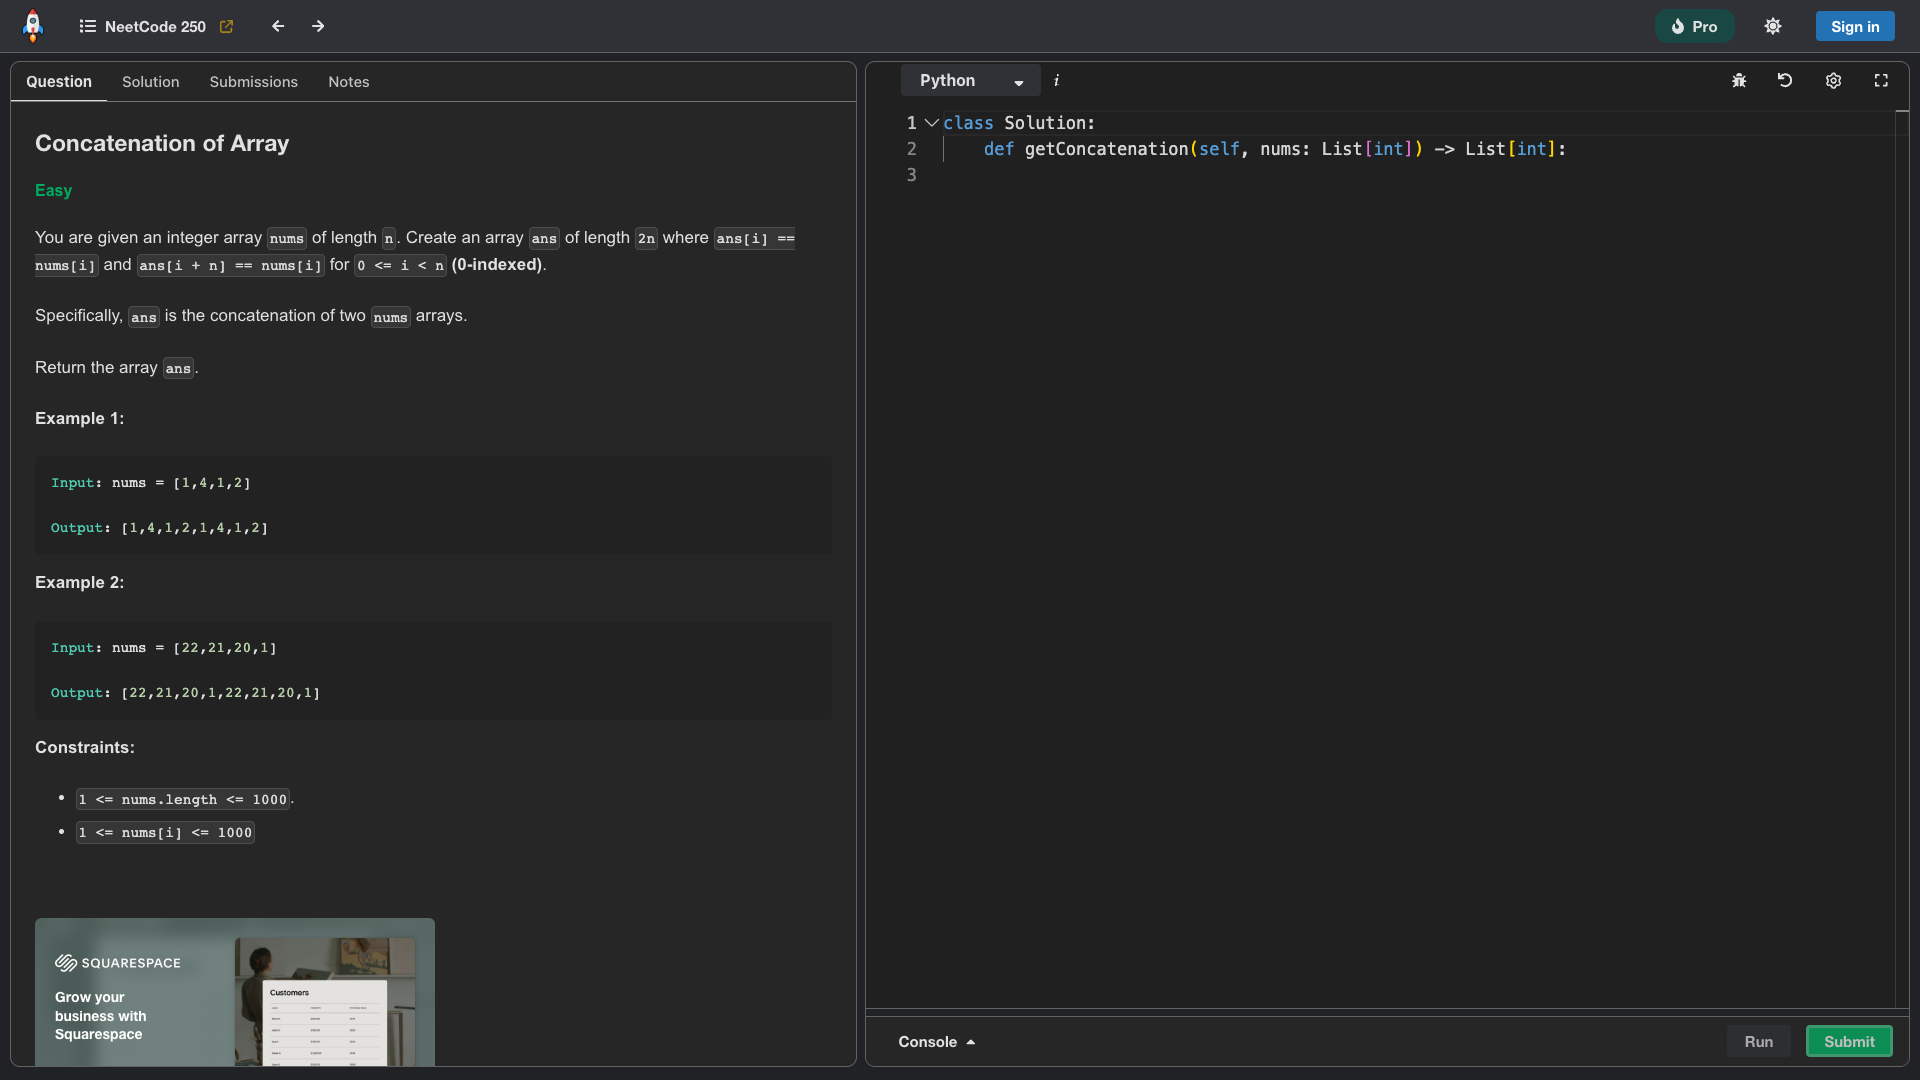 NeetCode 250
Pro
Sign in
Question
Solution
Submissions
Notes
Concatenation of Array
Easy
You are given an integer array nums of length n. Create an array ans of length 2n where ans[i] ==
nums[i] and ans[i + n] == nums[i] for 0 <= i < n (0-indexed).
Specifically, ans is the concatenation of two nums arrays.
Return the array ans.
Example 1:
Input: nums = [1,4,1,2]
Output: [1,4,1,2,1,4,1,2]
Example 2:
Input: nums = [22,21,20,1]
Output: [22,21,20,1,22,21,20,1]
Constraints:
• 1 <= nums.length <= 1000.
• 1 <= nums[i] <= 1000
SQUARESPACE
Grow your
business with
Squarespace
Customers
Python
i
1 class Solution:
2 def getConcatenation(self, nums: List[int]) -> List[int]:
3
Console
Run
Submit